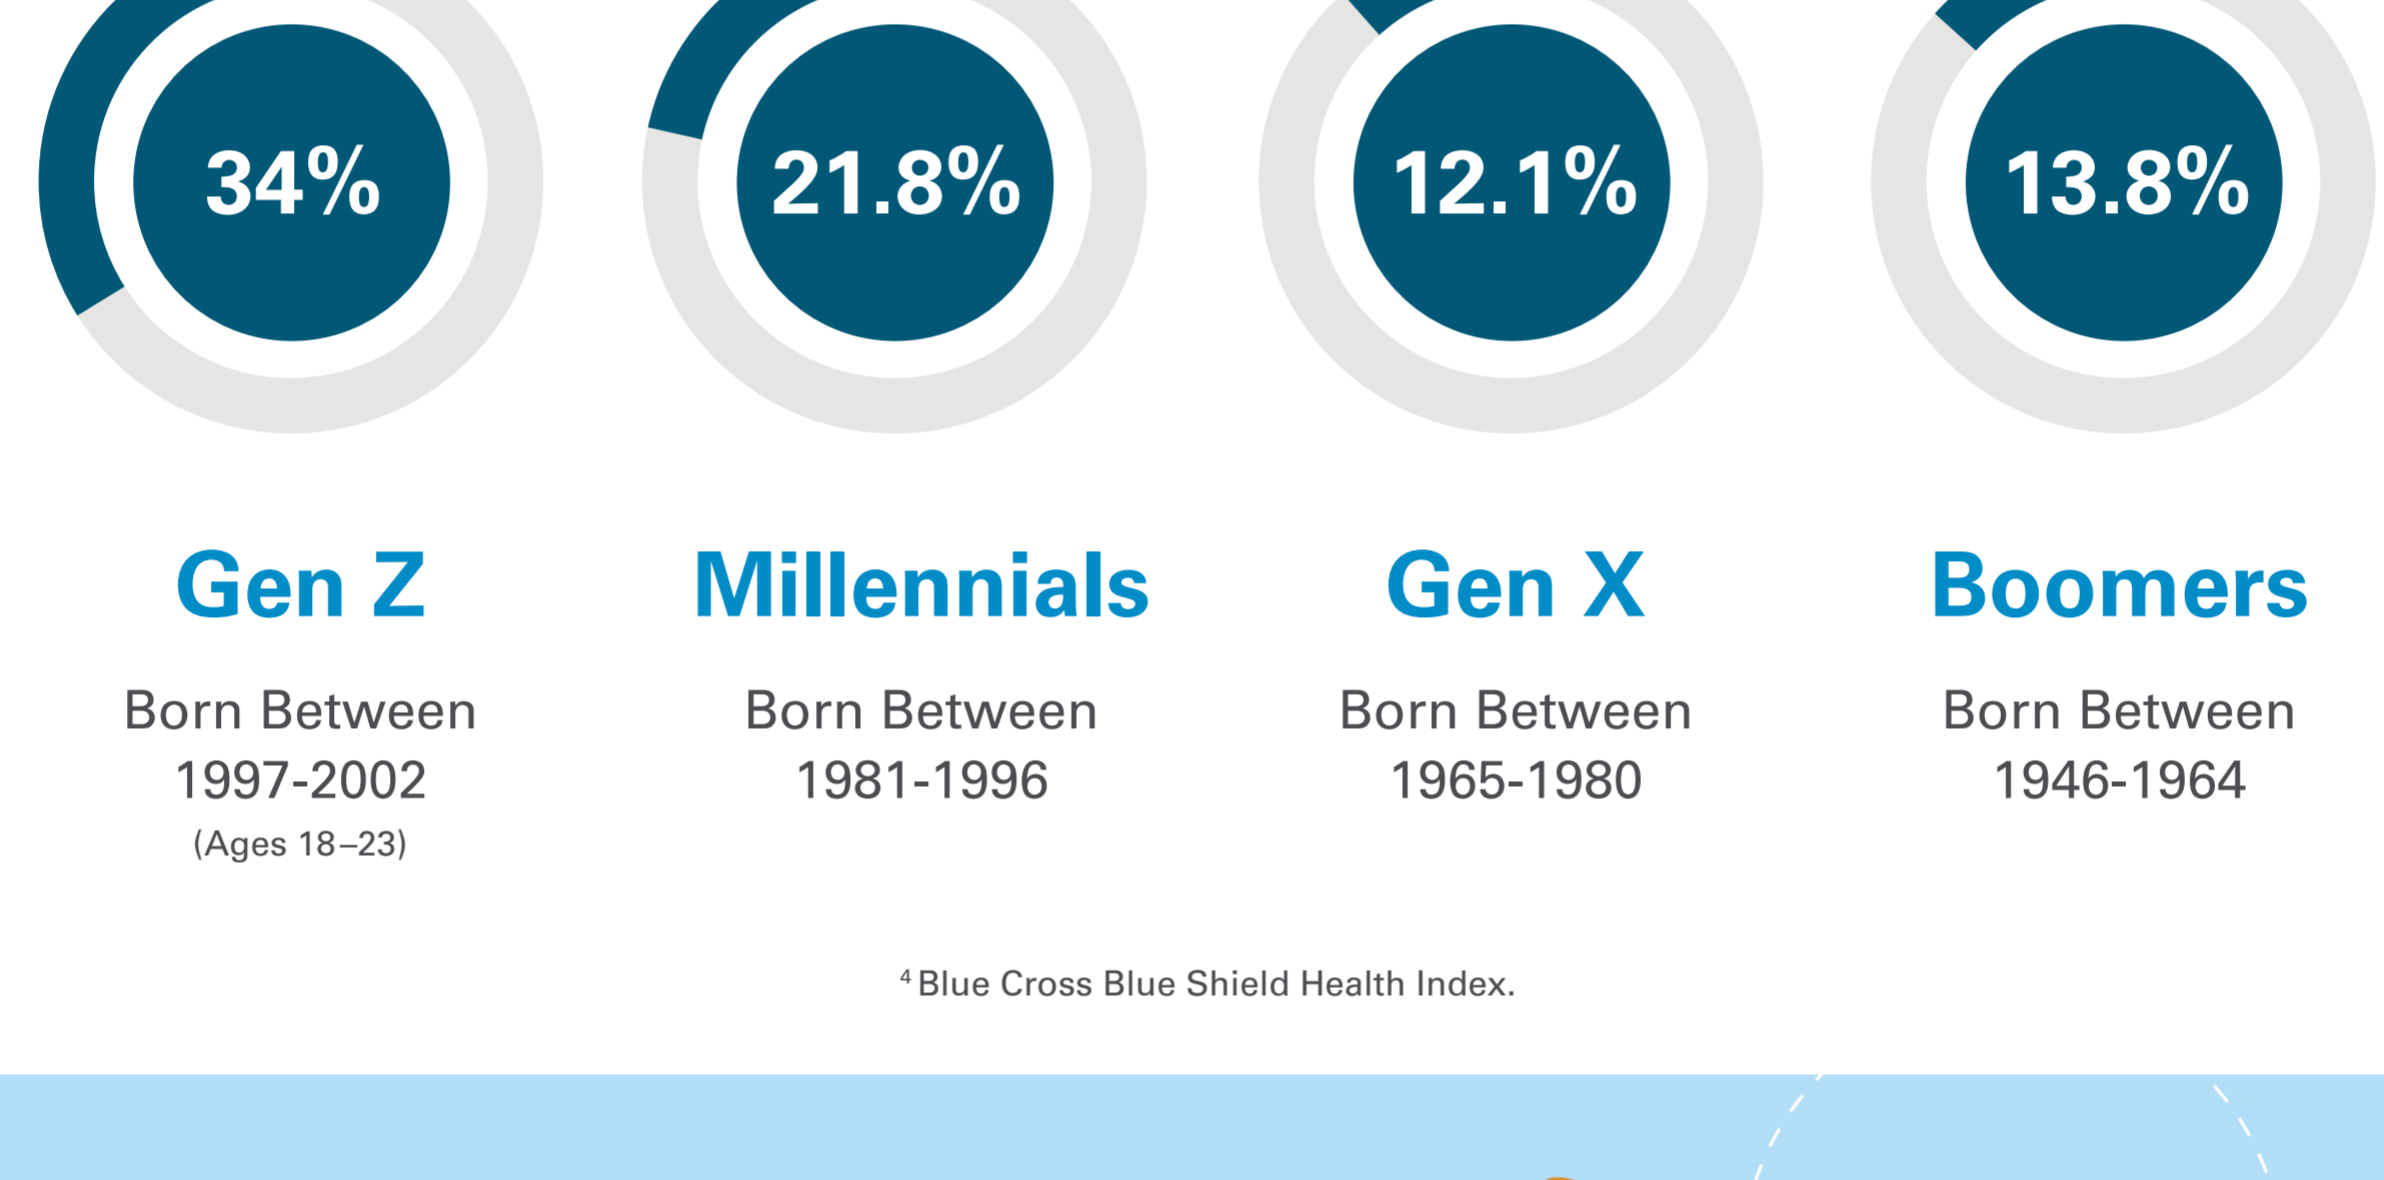 34%
21.8%
12.1%
13.8%
Gen Z
Millennials
Gen X
Boomers
Born Between
1997-2002
(Ages 18–23)
Born Between
1981-1996
Born Between
1965-1980
Born Between
1946-1964
4 Blue Cross Blue Shield Health Index.